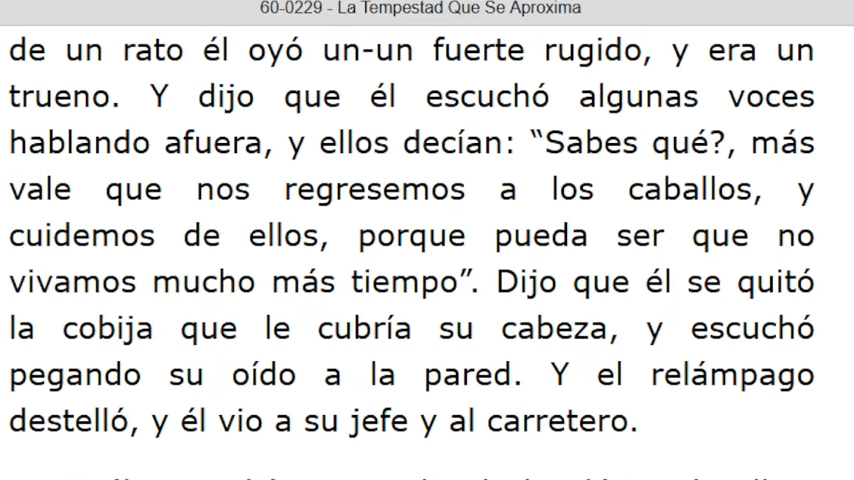 60-0229 - La Tempestad Que Se Aproxima
de un rato él oyó un-un fuerte rugido, y era un
trueno. Y dijo que él escuchó algunas voces
hablando afuera, y ellos decían: “Sabes qué?, más
vale que nos regresemos a los caballos, y
cuidemos de ellos, porque pueda ser que no
vivamos mucho más tiempo”. Dijo que él se quitó
la cobija que le cubría su cabeza, y escuchó
pegando su oído a la pared. Y el relámpago
destelló, y él vio a su jefe y al carretero.